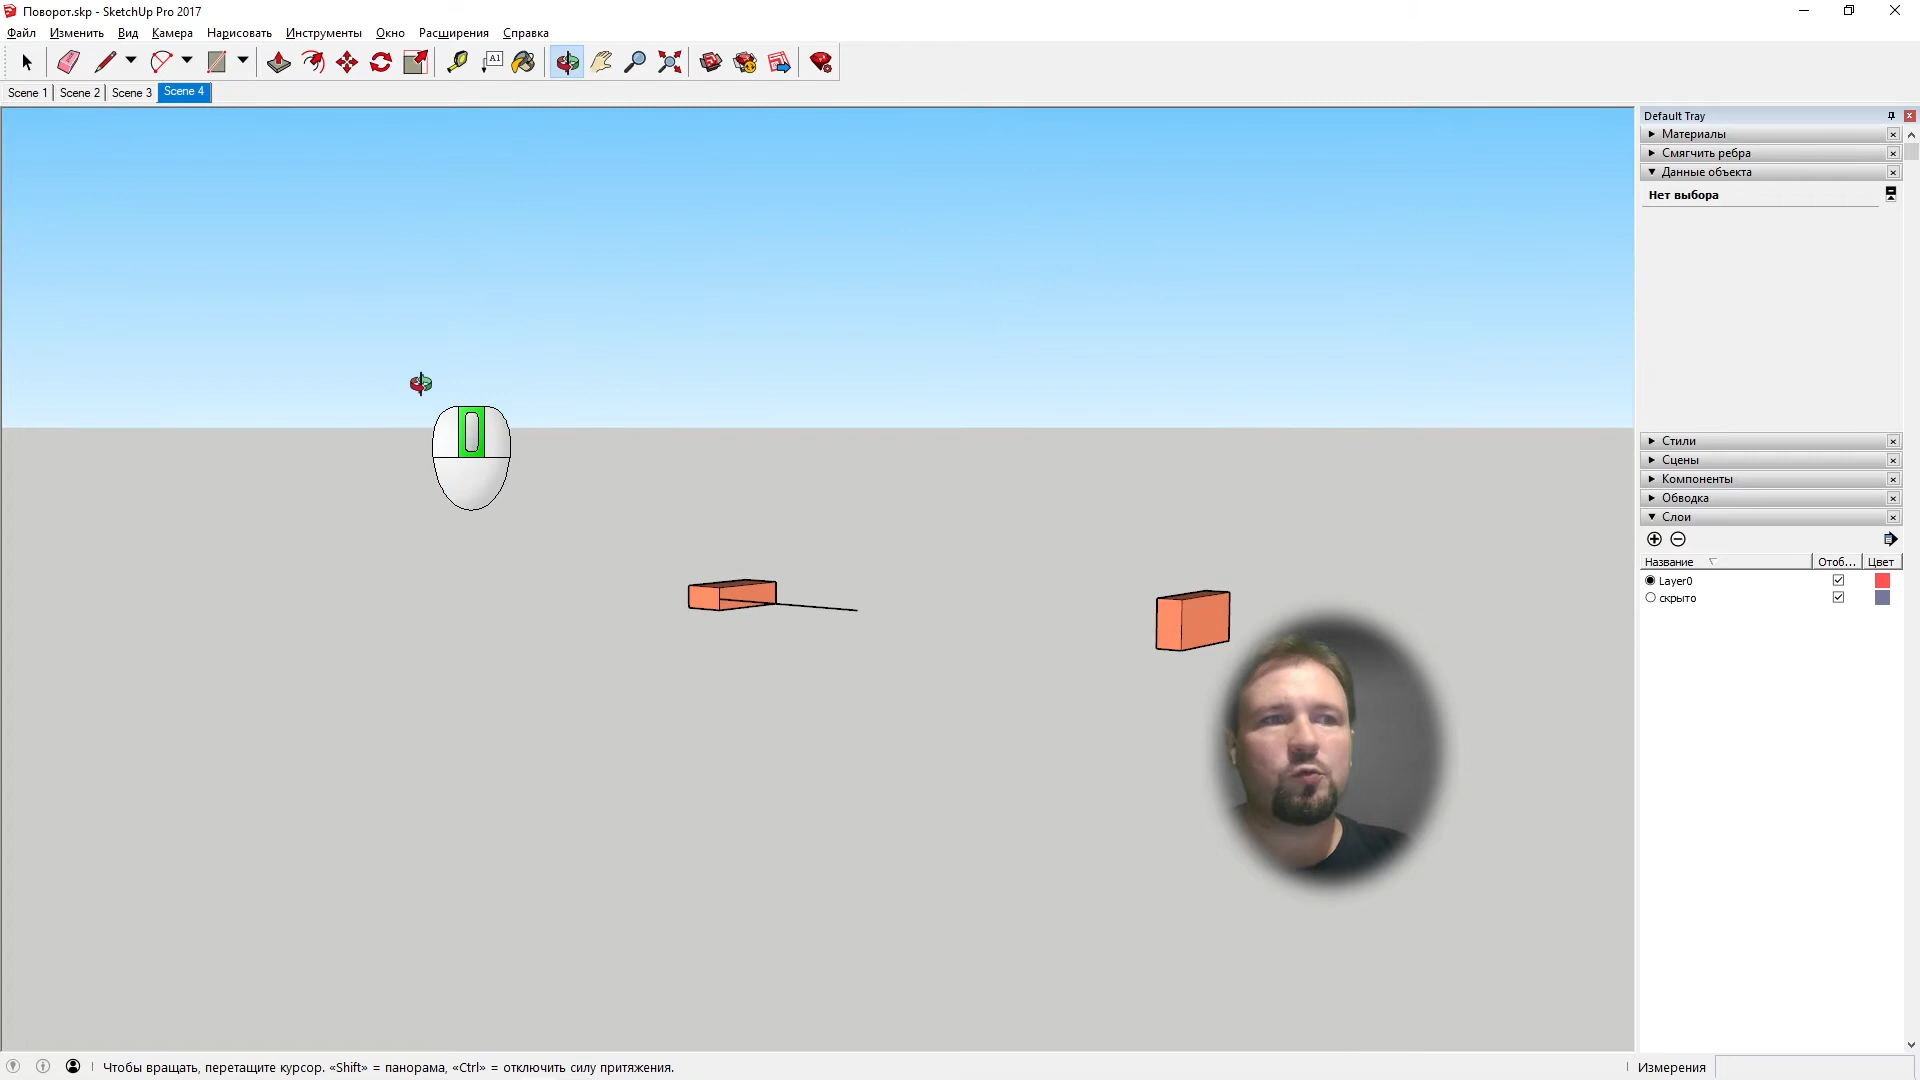 Поворот.skp - SketchUp Pro 2017
Файл Изменить Вид Камера Нарисовать Инструменты Окно Расширения Справка
A1
Scene 1 Scene 2 Scene 3 Scene 4
Default Tray
Материалы
Смягчить ребра
Данные объекта
Нет выбора
Стили
Сцены
Компоненты
Обводка
Слои
Название Отоб... Цвет
Layer0
скрыто
Чтобы вращать, перетащите курсор. «Shift» = панорама, «Ctrl» = отключить силу притяжения.
Измерения